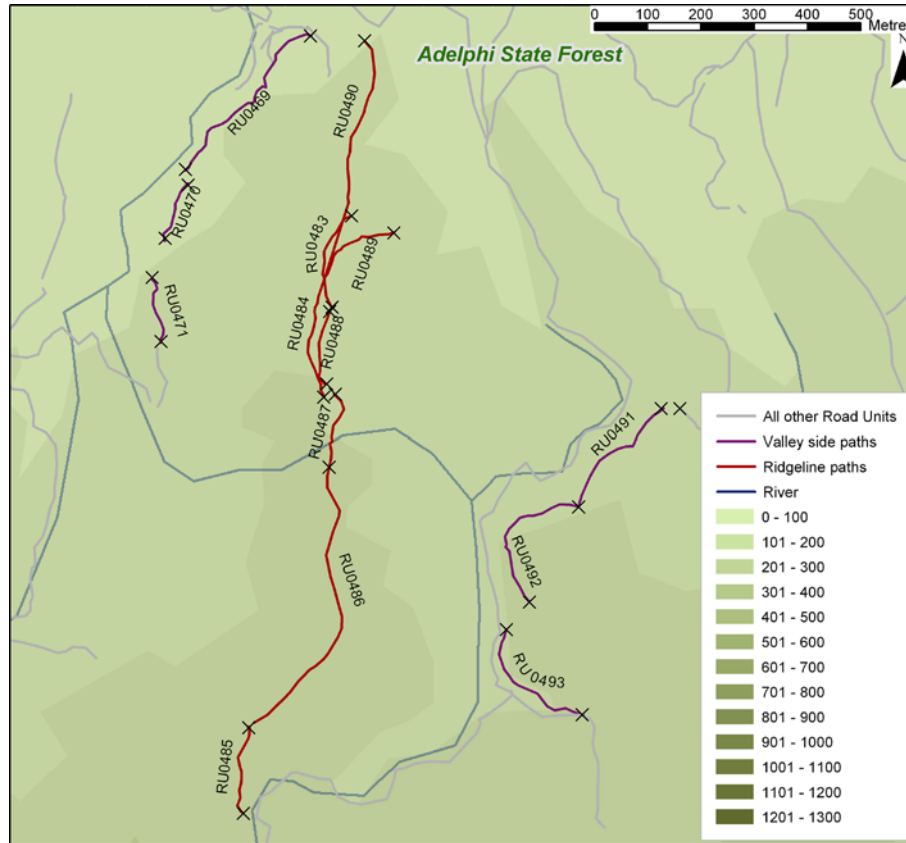 0 100 200 300 400 500
Metre
N
Adelphi State Forest
RU0490
RU0469
RU0470
RU0483
RU0489
RU0471
RU0484
RU0488
RU0487
RU0491
RU0492
RU0486
RU0493
RU0485
All other Road Units
Valley side paths
Ridgeline paths
River
0 - 100
101 - 200
201 - 300
301 - 400
401 - 500
501 - 600
601 - 700
701 - 800
801 - 900
901 - 1000
1001 - 1100
1101 - 1200
1201 - 1300